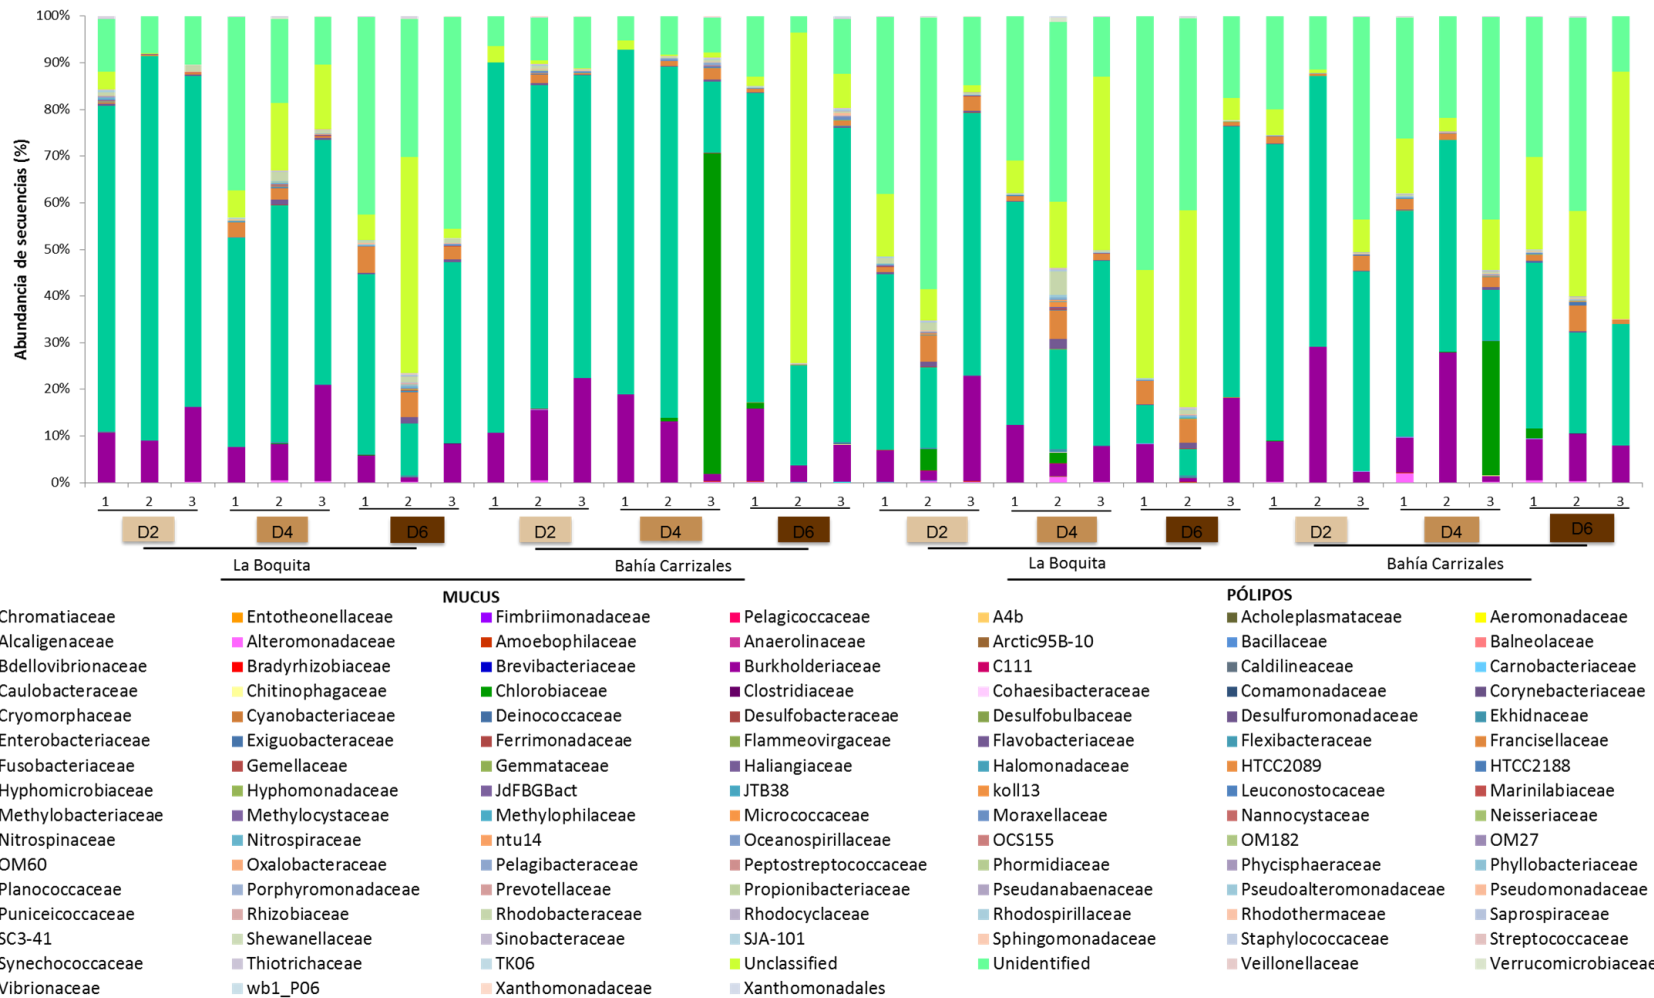 Abundancia de secuencias (%)
100%
90%
80%
70%
60%
50%
40%
30%
20%
10%
0%
1 2 3 1 2 3 1 2 3 1 2 3 1 2 3 1 2 3 1 2 3 1 2 3 1 2 3 1 2 3 1 2 3 1 2 3
D2 D4 D6 D2 D4 D6 D2 D4 D6 D2 D4 D6
La Boquita Bahía Carrizales La Boquita Bahía Carrizales
MUCUS PÓLIPOS
Chromatiaceae Entotheonellaceae Fimbriimonadaceae Pelagicoccaceae A4b Acholeplasmataceae Aeromonadaceae
Alcaligenaceae Alteromonadaceae Amoebophilaceae Anaerolinaceae Arctic95B-10 Bacillaceae Balneolaceae
Bdellovibrionaceae Bradyrhizobiaceae Brevibacteriaceae Burkholderiaceae C111 Caldilineaceae Carnobacteriaceae
Caulobacteraceae Chitinophagaceae Chlorobiaceae Clostridiaceae Cohaesibacteraceae Comamonadaceae Corynebacteriaceae
Cryomorphaceae Cyanobacteriaceae Deinococcaceae Desulfobacteraceae Desulfobulbaceae Desulfuromonadaceae Ekhidnaceae
Enterobacteriaceae Exiguobacteraceae Ferrimonadaceae Flammeovirgaceae Flavobacteriaceae Flexibacteraceae Francisellaceae
Fusobacteriaceae Gemellaceae Gemmataceae Haliangiaceae Halomonadaceae HTCC2089 HTCC2188
Hyphomicrobiaceae Hyphomonadaceae JdFBGBact JTB38 koll13 Leuconostocaceae Marinilabiaceae
Methylobacteriaceae Methylocystaceae Methylophilaceae Micrococcaceae Moraxellaceae Nannocystaceae Neisseriaceae
Nitrospinaceae Nitrospiraceae ntu14 Oceanospirillaceae OCS155 OM182 OM27
OM60 Oxalobacteraceae Pelagibacteraceae Peptostreptococcaceae Phormidiaceae Phycisphaeraceae Phyllobacteriaceae
Planococcaceae Porphyromonadaceae Prevotellaceae Propionibacteriaceae Pseudanabaenaceae Pseudoalteromonadaceae Pseudomonadaceae
Puniceicoccaceae Rhizobiaceae Rhodobacteraceae Rhodocyclaceae Rhodospirillaceae Rhodothermaceae Saprospiraceae
SC3-41 Shewanellaceae Sinobacteraceae SJA-101 Sphingomonadaceae Staphylococcaceae Streptococcaceae
Synechococcaceae Thiotrichaceae TK06 Unclassified Unidentified Veillonellaceae Verrucomicrobiaceae
Vibrionaceae wb1_P06 Xanthomonadaceae Xanthomonadales